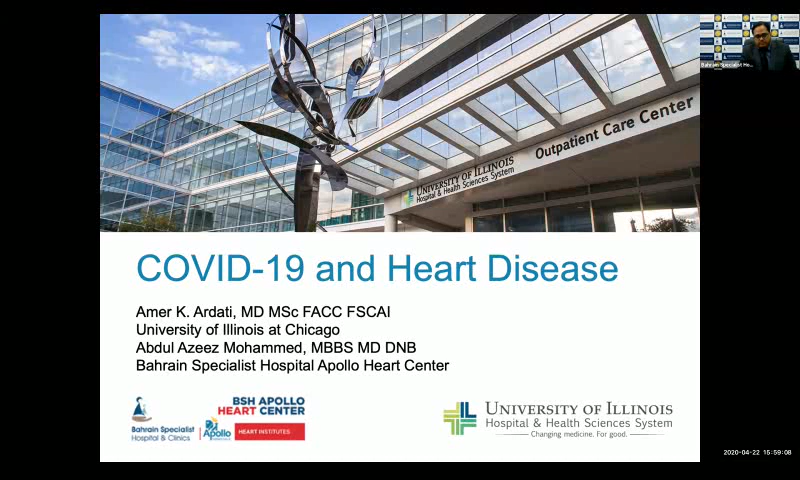 Outpatient Care Center
UNIVERSITY OF ILLINOIS
Hospital & Health Sciences System
Bahrain Specialist Ho...
COVID-19 and Heart Disease
Amer K. Ardati, MD MSc FACC FSCAI
University of Illinois at Chicago
Abdul Azeez Mohammed, MBBS MD DNB
Bahrain Specialist Hospital Apollo Heart Center
BSH APOLLO
HEART CENTER
Bahrain Specialist
Hospital & Clinics
Apollo
HEART INSTITUTES
UNIVERSITY OF ILLINOIS
Hospital & Health Sciences System
Changing medicine. For good.
2020-04-22 15:59:08